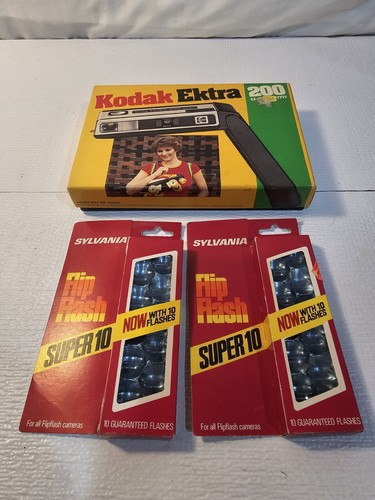 Kodak Ektra
200
SYLVANIA
Flip
Flash
SUPER 10
NOW WITH 10
FLASHES
For all Flipflash cameras
10 GUARANTEED FLASHES
SYLVANIA
Flip
Flash
SUPER 10
NOW WITH 10
FLASHES
For all Flipflash cameras
10 GUARANTEED FLASHES